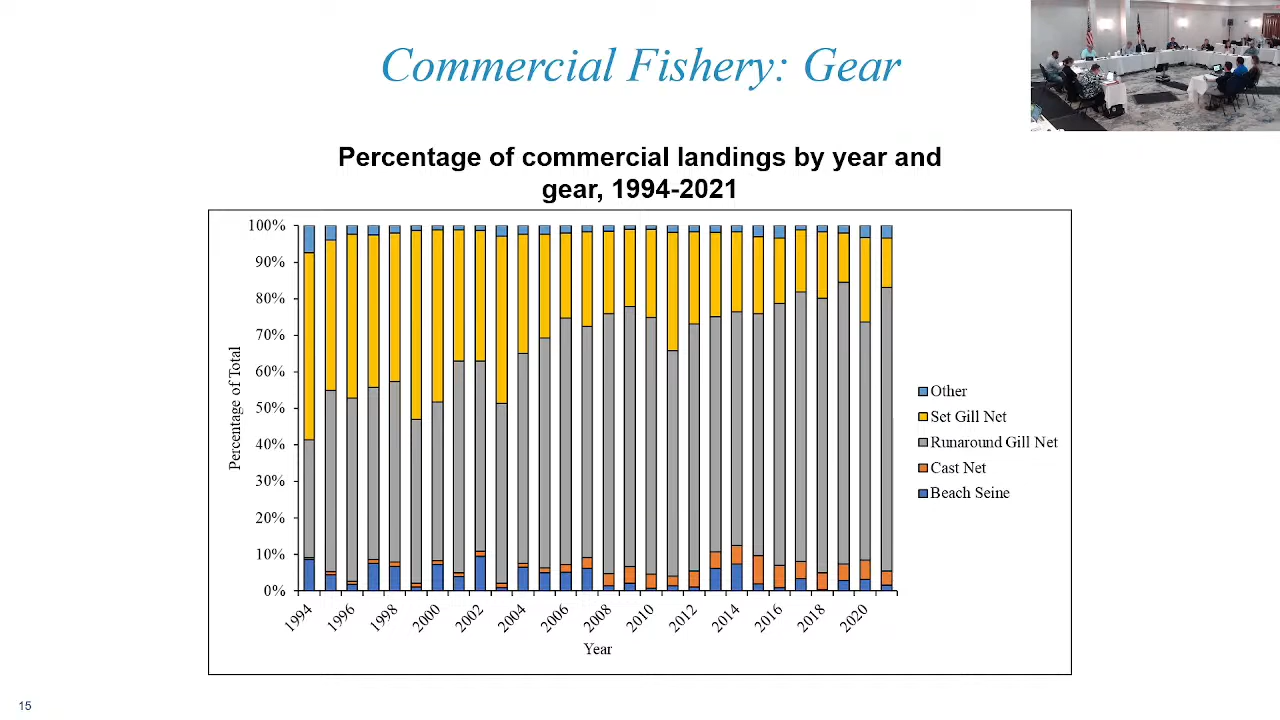 Commercial Fishery: Gear
Percentage of commercial landings by year and
gear, 1994-2021
100%
90%
80%
70%
60%
50%
40%
30%
20%
10%
0%
Percentage of Total
1994
1996
1998
2000
2002
2004
2006
2008
2010
2012
2014
2016
2018
2020
Year
Other
Set Gill Net
Runaround Gill Net
Cast Net
Beach Seine
15